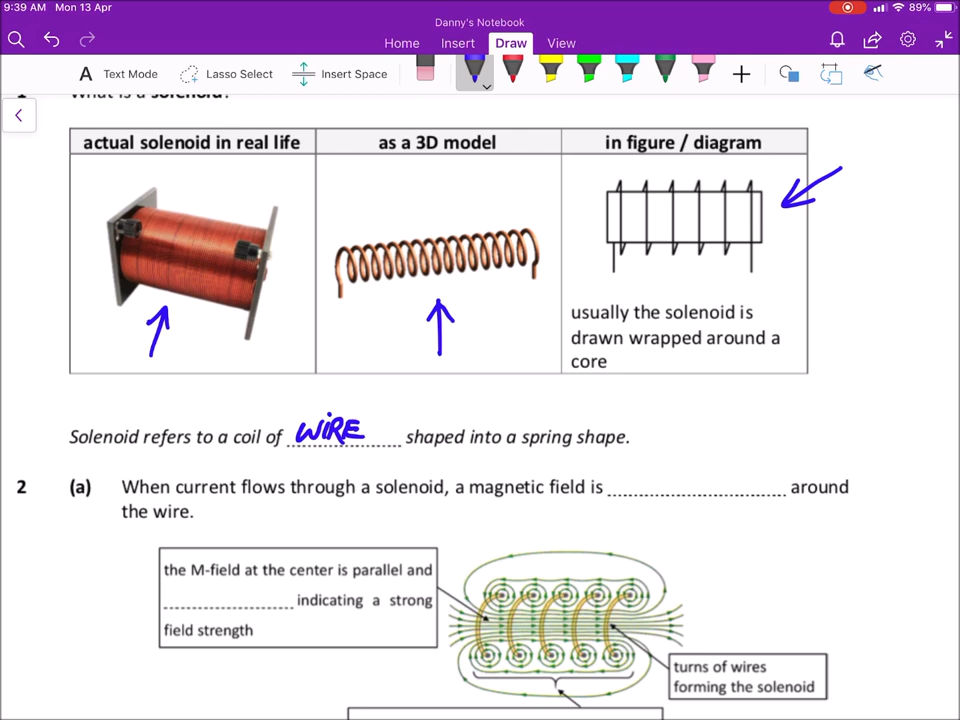 9:39 AM Mon 13 Apr
89%
Danny's Notebook
Home Insert Draw View
Text Mode Lasso Select Insert Space
What is a solenoid?
actual solenoid in real life as a 3D model in figure / diagram
usually the solenoid is
drawn wrapped around a
core
Solenoid refers to a coil of WiRE shaped into a spring shape.
2 (a) When current flows through a solenoid, a magnetic field is around
the wire.
the M-field at the center is parallel and
indicating a strong
field strength
turns of wires
forming the solenoid